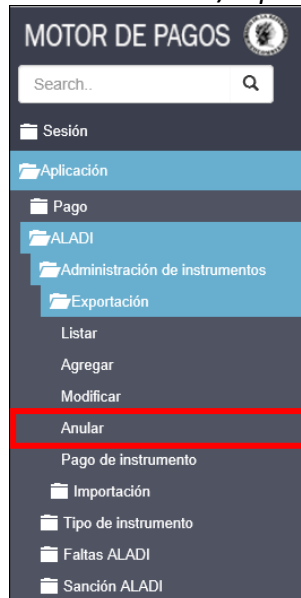 MOTOR DE PAGOS
Search..
Sesión
Aplicación
Pago
ALADI
Administración de instrumentos
Exportación
Listar
Agregar
Modificar
Anular
Pago de instrumento
Importación
Tipo de instrumento
Faltas ALADI
Sanción ALADI